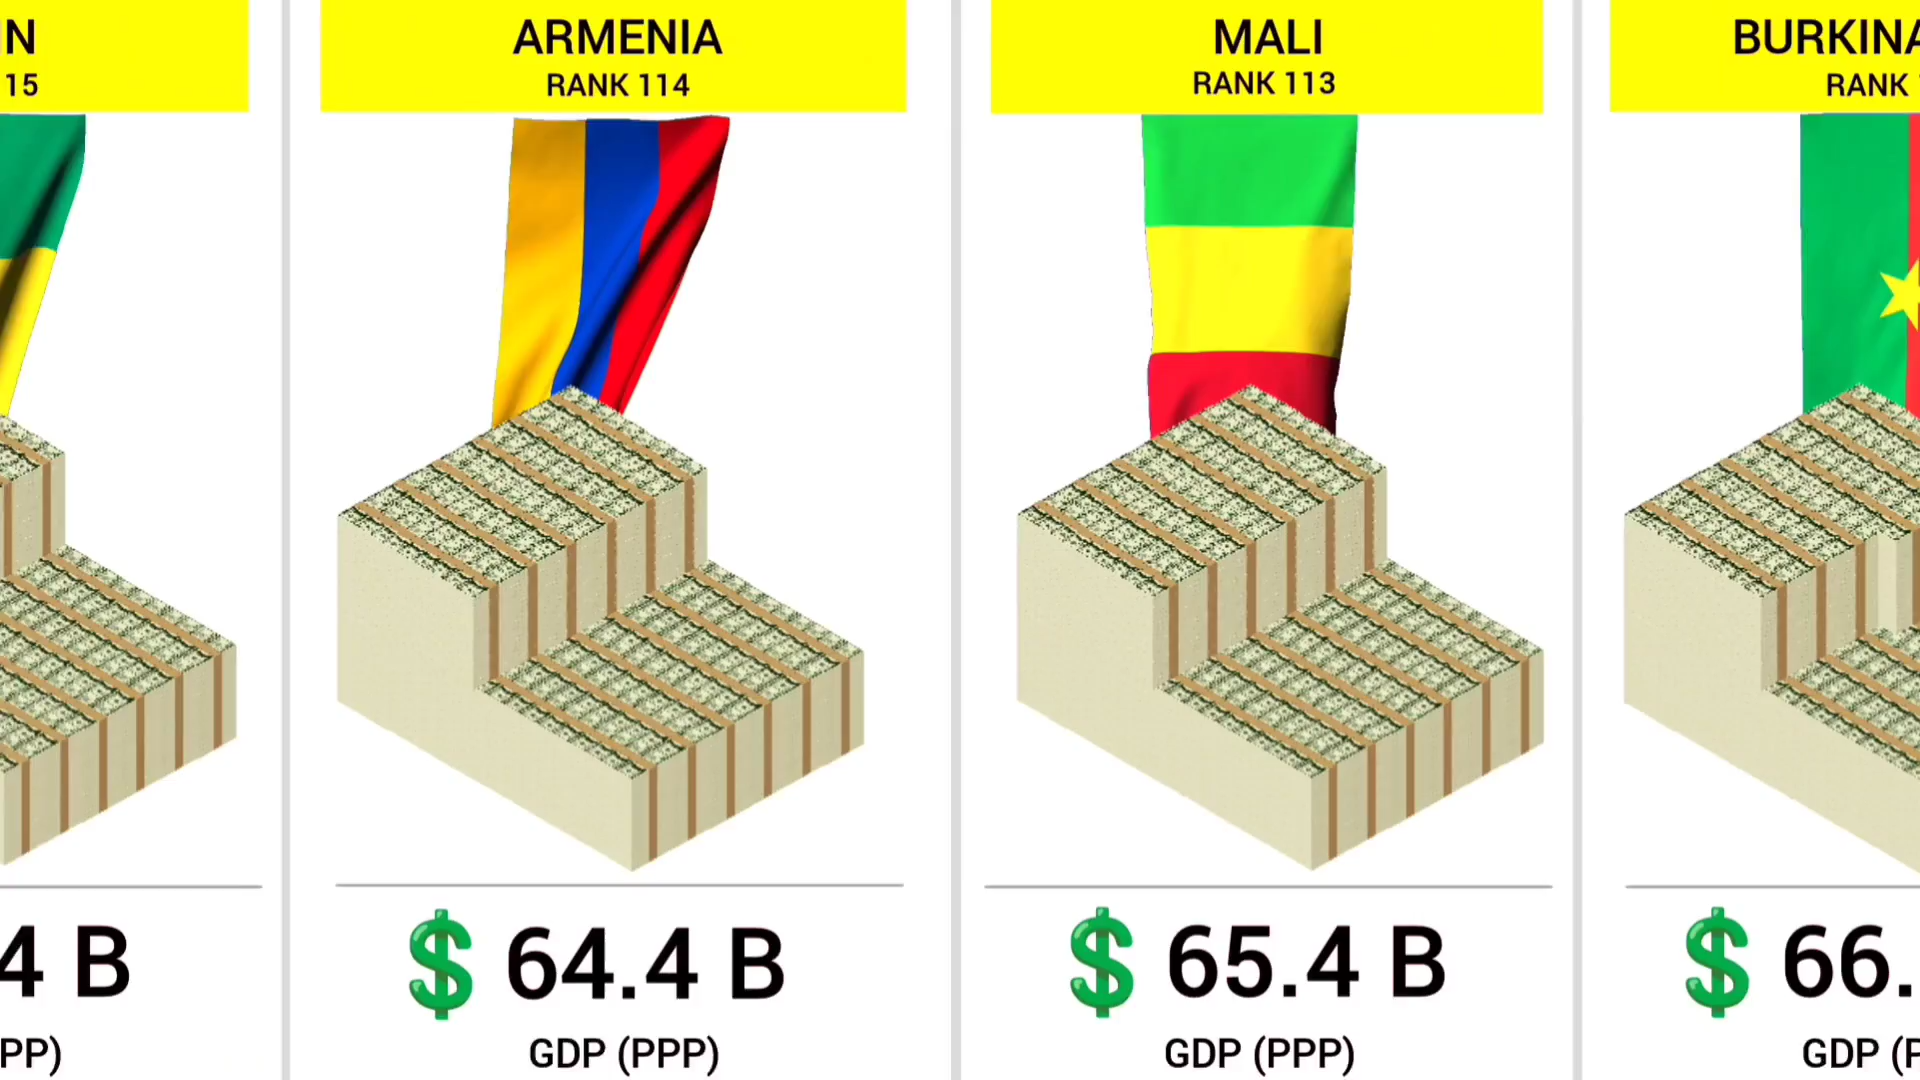 IN
15
4 B
PP)
ARMENIA
RANK 114
$ 64.4 B
GDP (PPP)
MALI
RANK 113
$ 65.4 B
GDP (PPP)
BURKINA
RANK
$ 66.
GDP (P